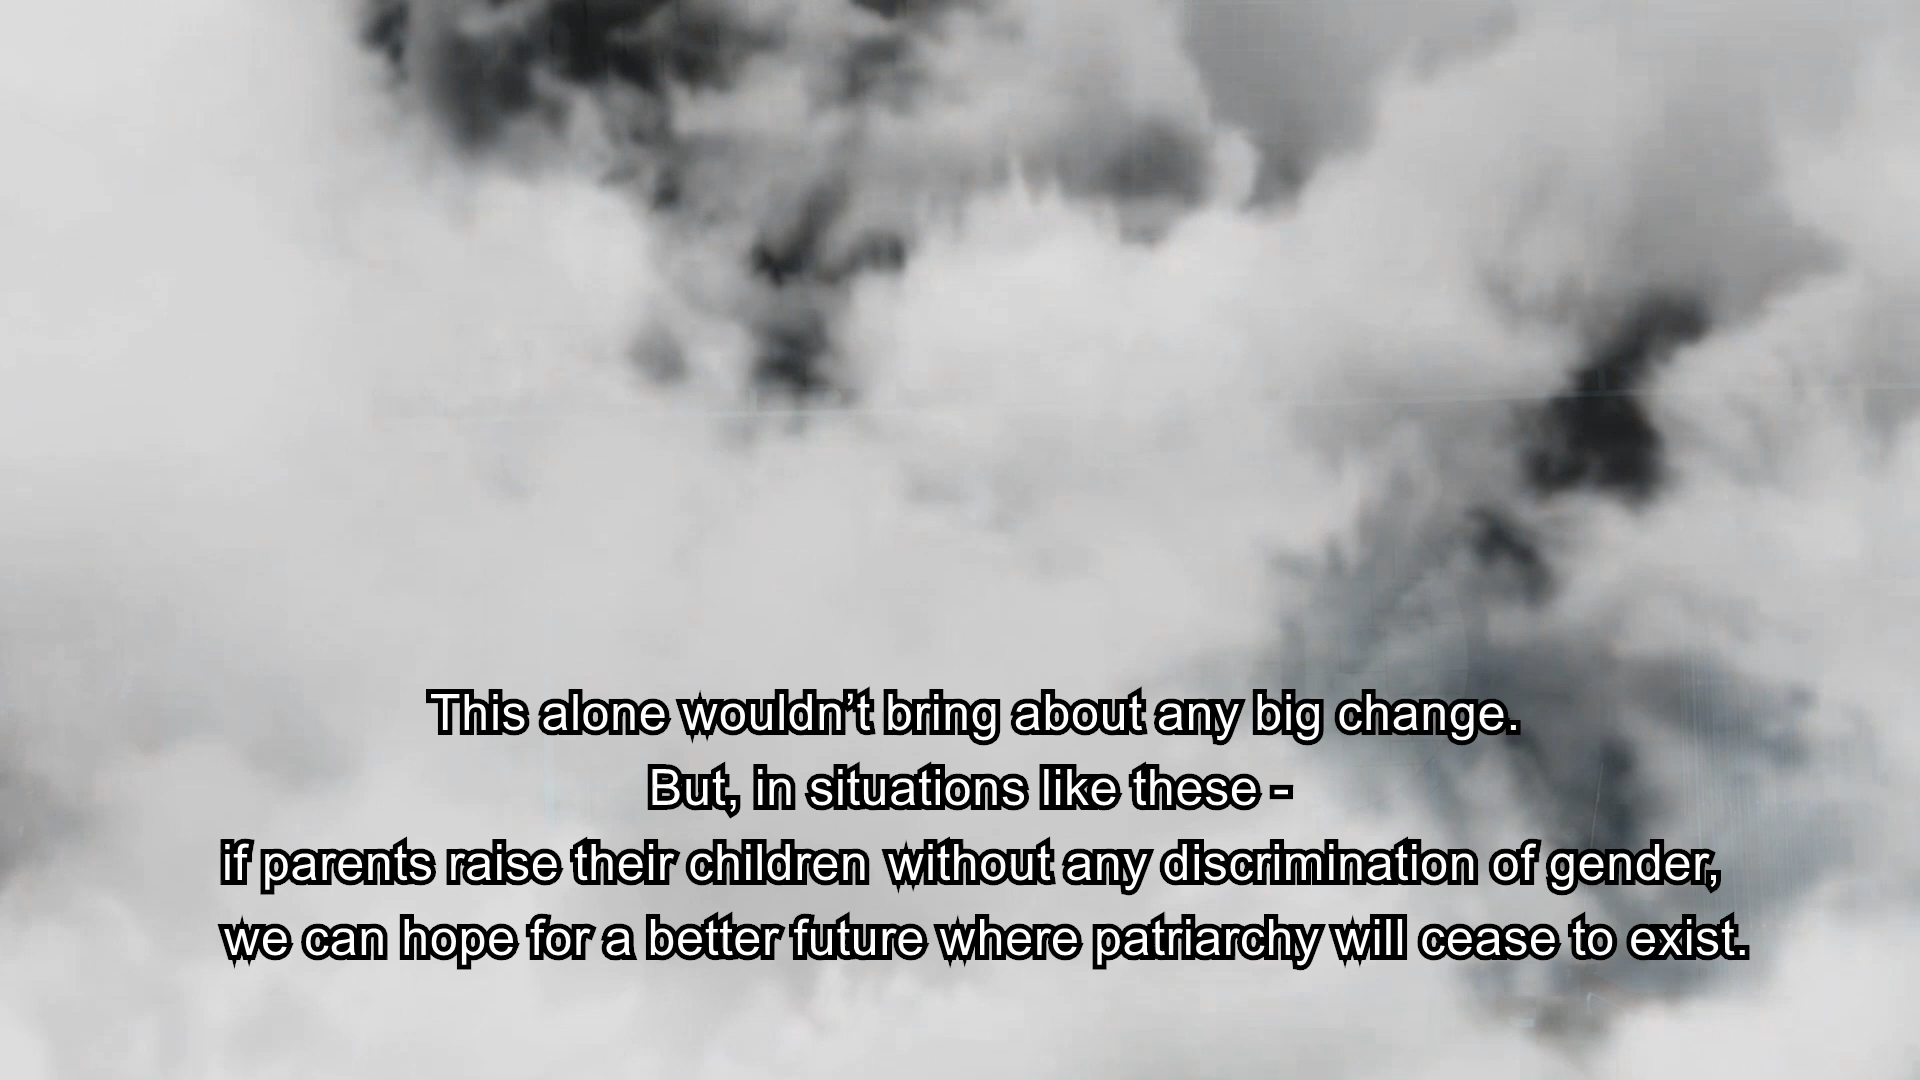 This alone wouldn’t bring about any big change.
But, in situations like these -
if parents raise their children without any discrimination of gender,
we can hope for a better future where patriarchy will cease to exist.